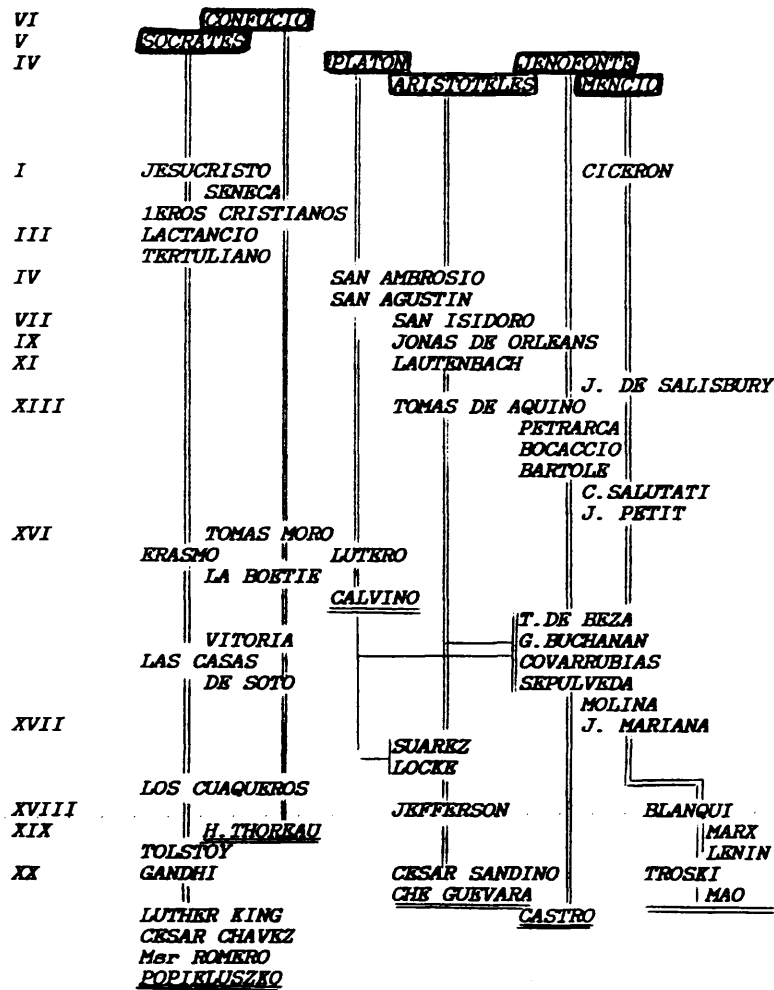 VI CONFUCIO
V SOCRATES
IV PLATON JENOFONTE
ARISTOTELES MENCIO
I JESUCRISTO CICERON
SENECA
1EROS CRISTIANOS
III LACTANCIO
TERTULIANO
IV SAN AMBROSIO
SAN AGUSTIN
VII SAN ISIDORO
IX JONAS DE ORLEANS
XI LAUTENBACH
J. DE SALISBURY
XIII TOMAS DE AQUINO
PETRARCA
BOCACCIO
BARTOLE
C.SALUTATI
J. PETIT
XVI TOMAS MORO
ERASMO LUTERO
LA BOETIE
CALVINO
T.DE BEZA
VITORIA G.BUCHANAN
LAS CASAS COVARRUBIAS
DE SOTO SEPULVEDA
MOLINA
XVII J. MARIANA
SUAREZ
LOCKE
LOS CUAQUEROS
XVIII JEFFERSON BLANQUI
XIX H.THOREAU MARX
TOLSTOY LENIN
XX GANDHI CESAR SANDINO TROSKI
CHE GUEVARA MAO
LUTHER KING CASTRO
CESAR CHAVEZ
Msr ROMERO
POPIELUSZKO